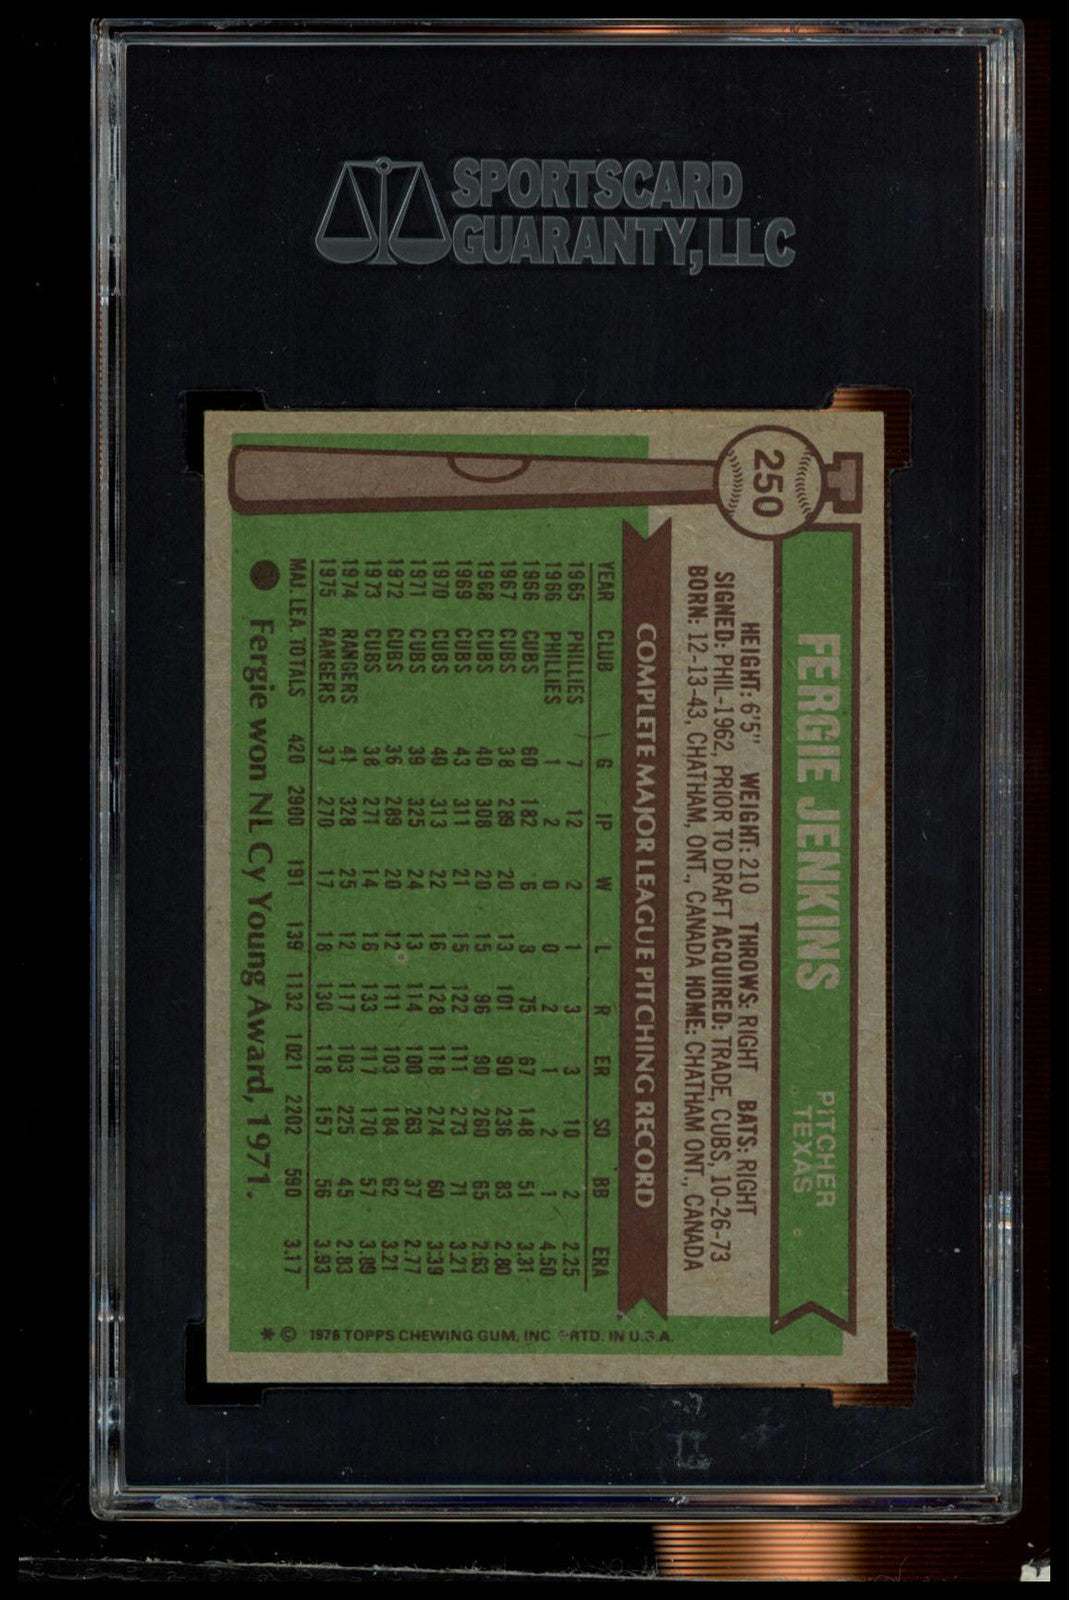 SPORTSCARD
GUARANTY, LLC
250
FERGIE JENKINS
PITCHER
TEXAS
HEIGHT: 6'5" WEIGHT: 210 THROWS: RIGHT BATS: RIGHT
SIGNED: PHIL-1962, PRIOR TO DRAFT ACQUIRED: TRADE, CUBS, 10-26-73
BORN: 12-13-43, CHATHAM, ONT., CANADA HOME: CHATHAM ONT., CANADA
COMPLETE MAJOR LEAGUE PITCHING RECORD
YEAR CLUB G IP W L R ER SO BB ERA
1965 PHILLIES 7 12 2 1 3 3 10 2 2.25
1966 PHILLIES 1 2 0 0 2 1 2 1 4.50
1966 CUBS 60 182 6 8 75 67 148 51 3.31
1967 CUBS 38 289 20 13 101 90 236 83 2.80
1968 CUBS 40 308 20 15 96 90 260 65 2.63
1969 CUBS 43 311 21 15 122 111 273 71 3.21
1970 CUBS 40 313 22 16 128 118 274 60 3.39
1971 CUBS 39 325 24 13 114 100 263 37 2.77
1972 CUBS 36 289 20 12 111 103 184 62 3.21
1973 CUBS 38 271 14 16 133 117 170 57 3.89
1974 RANGERS 41 328 25 12 117 103 225 45 2.83
1975 RANGERS 37 270 17 18 130 118 157 56 3.93
MAJ. LEA. TOTALS 420 2900 191 139 1132 1021 2202 590 3.17
Fergie won NL Cy Young Award, 1971.
* © 1976 TOPPS CHEWING GUM, INC. PRTD. IN U.S.A.